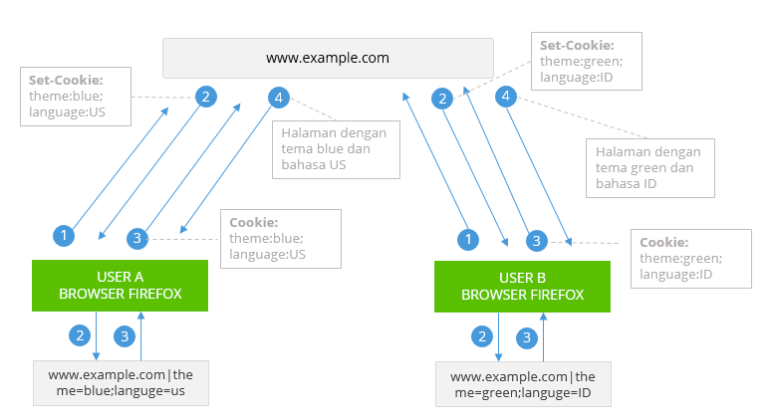 www.example.com
Set-Cookie:
theme:blue;
language:US
2
4
Halaman dengan
tema blue dan
bahasa US
2
Set-Cookie:
theme:green;
language:ID
4
Halaman dengan
tema green dan
bahasa ID
1
3
Cookie:
theme:blue;
language:US
1
3
Cookie:
theme:green;
language:ID
USER A
BROWSER FIREFOX
USER B
BROWSER FIREFOX
2
3
2
3
www.example.com|the
me=blue;languge=us
www.example.com|the
me=green;languge=ID